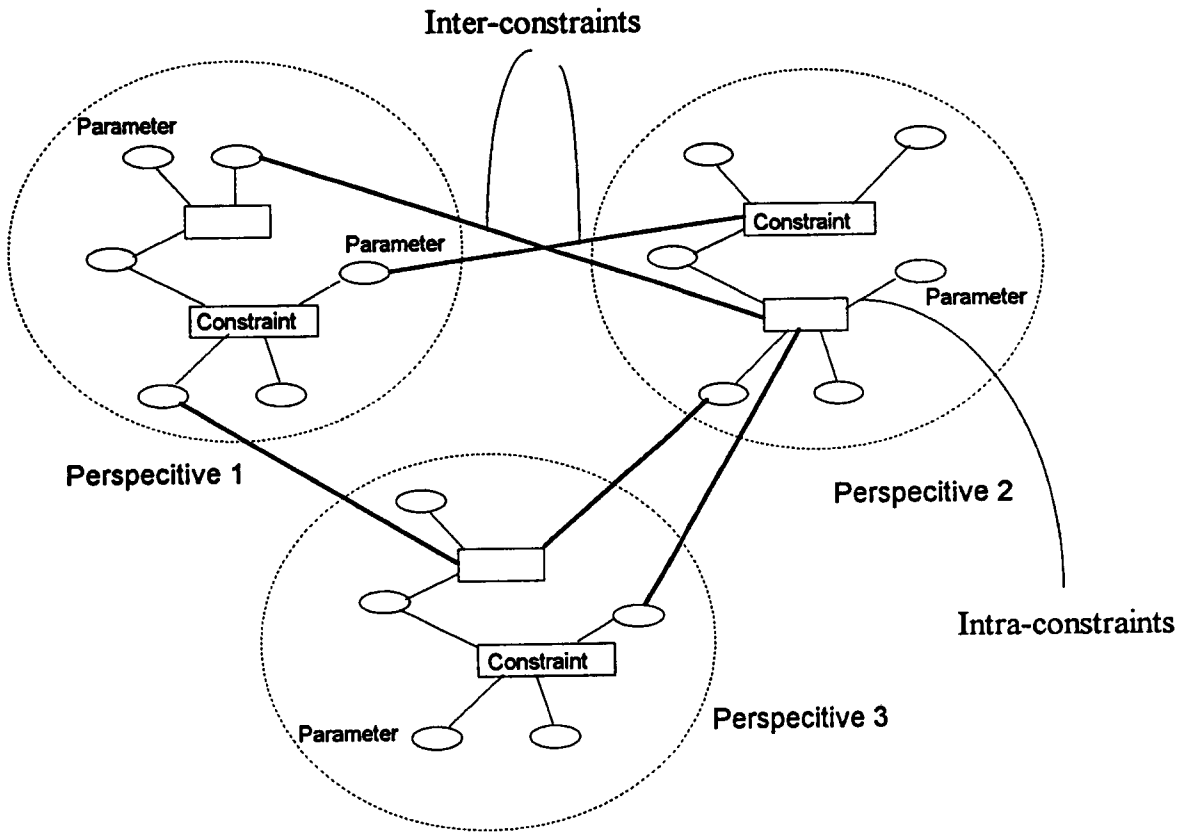 Inter-constraints
Parameter
Parameter
Constraint
Constraint
Parameter
Perspecitive 1
Perspecitive 2
Intra-constraints
Constraint
Parameter
Perspecitive 3